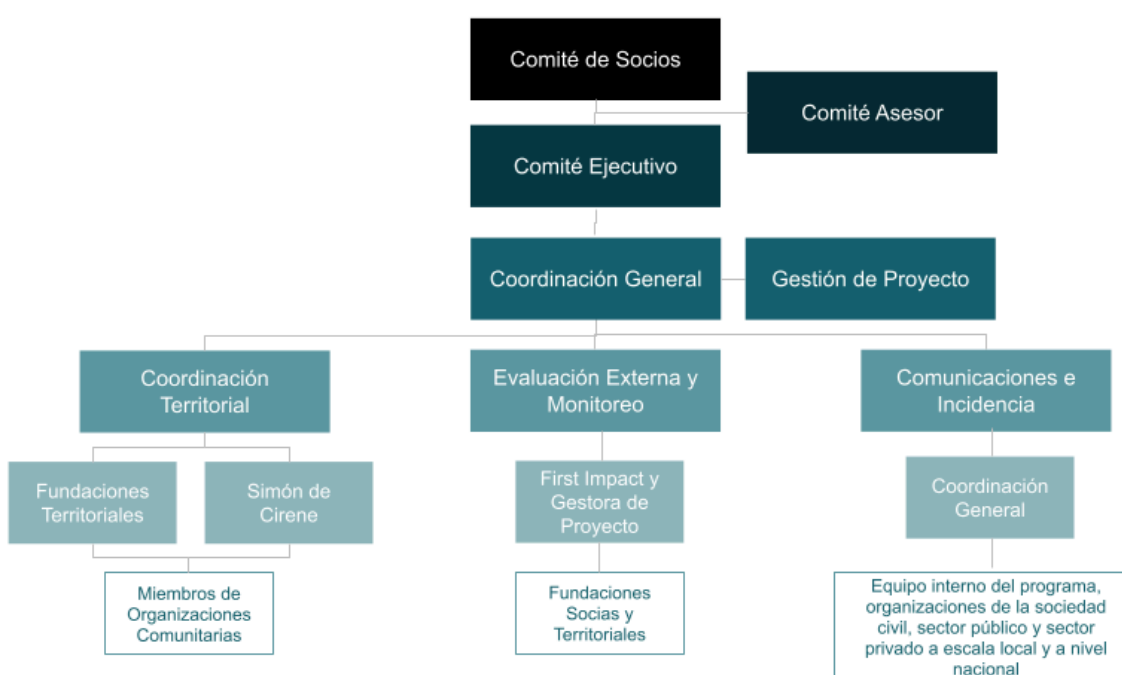 Comité de Socios
Comité Asesor
Comité Ejecutivo
Coordinación General
Gestión de Proyecto
Coordinación
Territorial
Evaluación Externa y
Monitoreo
Comunicaciones e
Incidencia
Fundaciones
Territoriales
Simón de
Cirene
First Impact y
Gestora de
Proyecto
Coordinación
General
Miembros de
Organizaciones
Comunitarias
Fundaciones
Socias y
Territoriales
Equipo interno del programa,
organizaciones de la sociedad
civil, sector público y sector
privado a escala local y a nivel
nacional